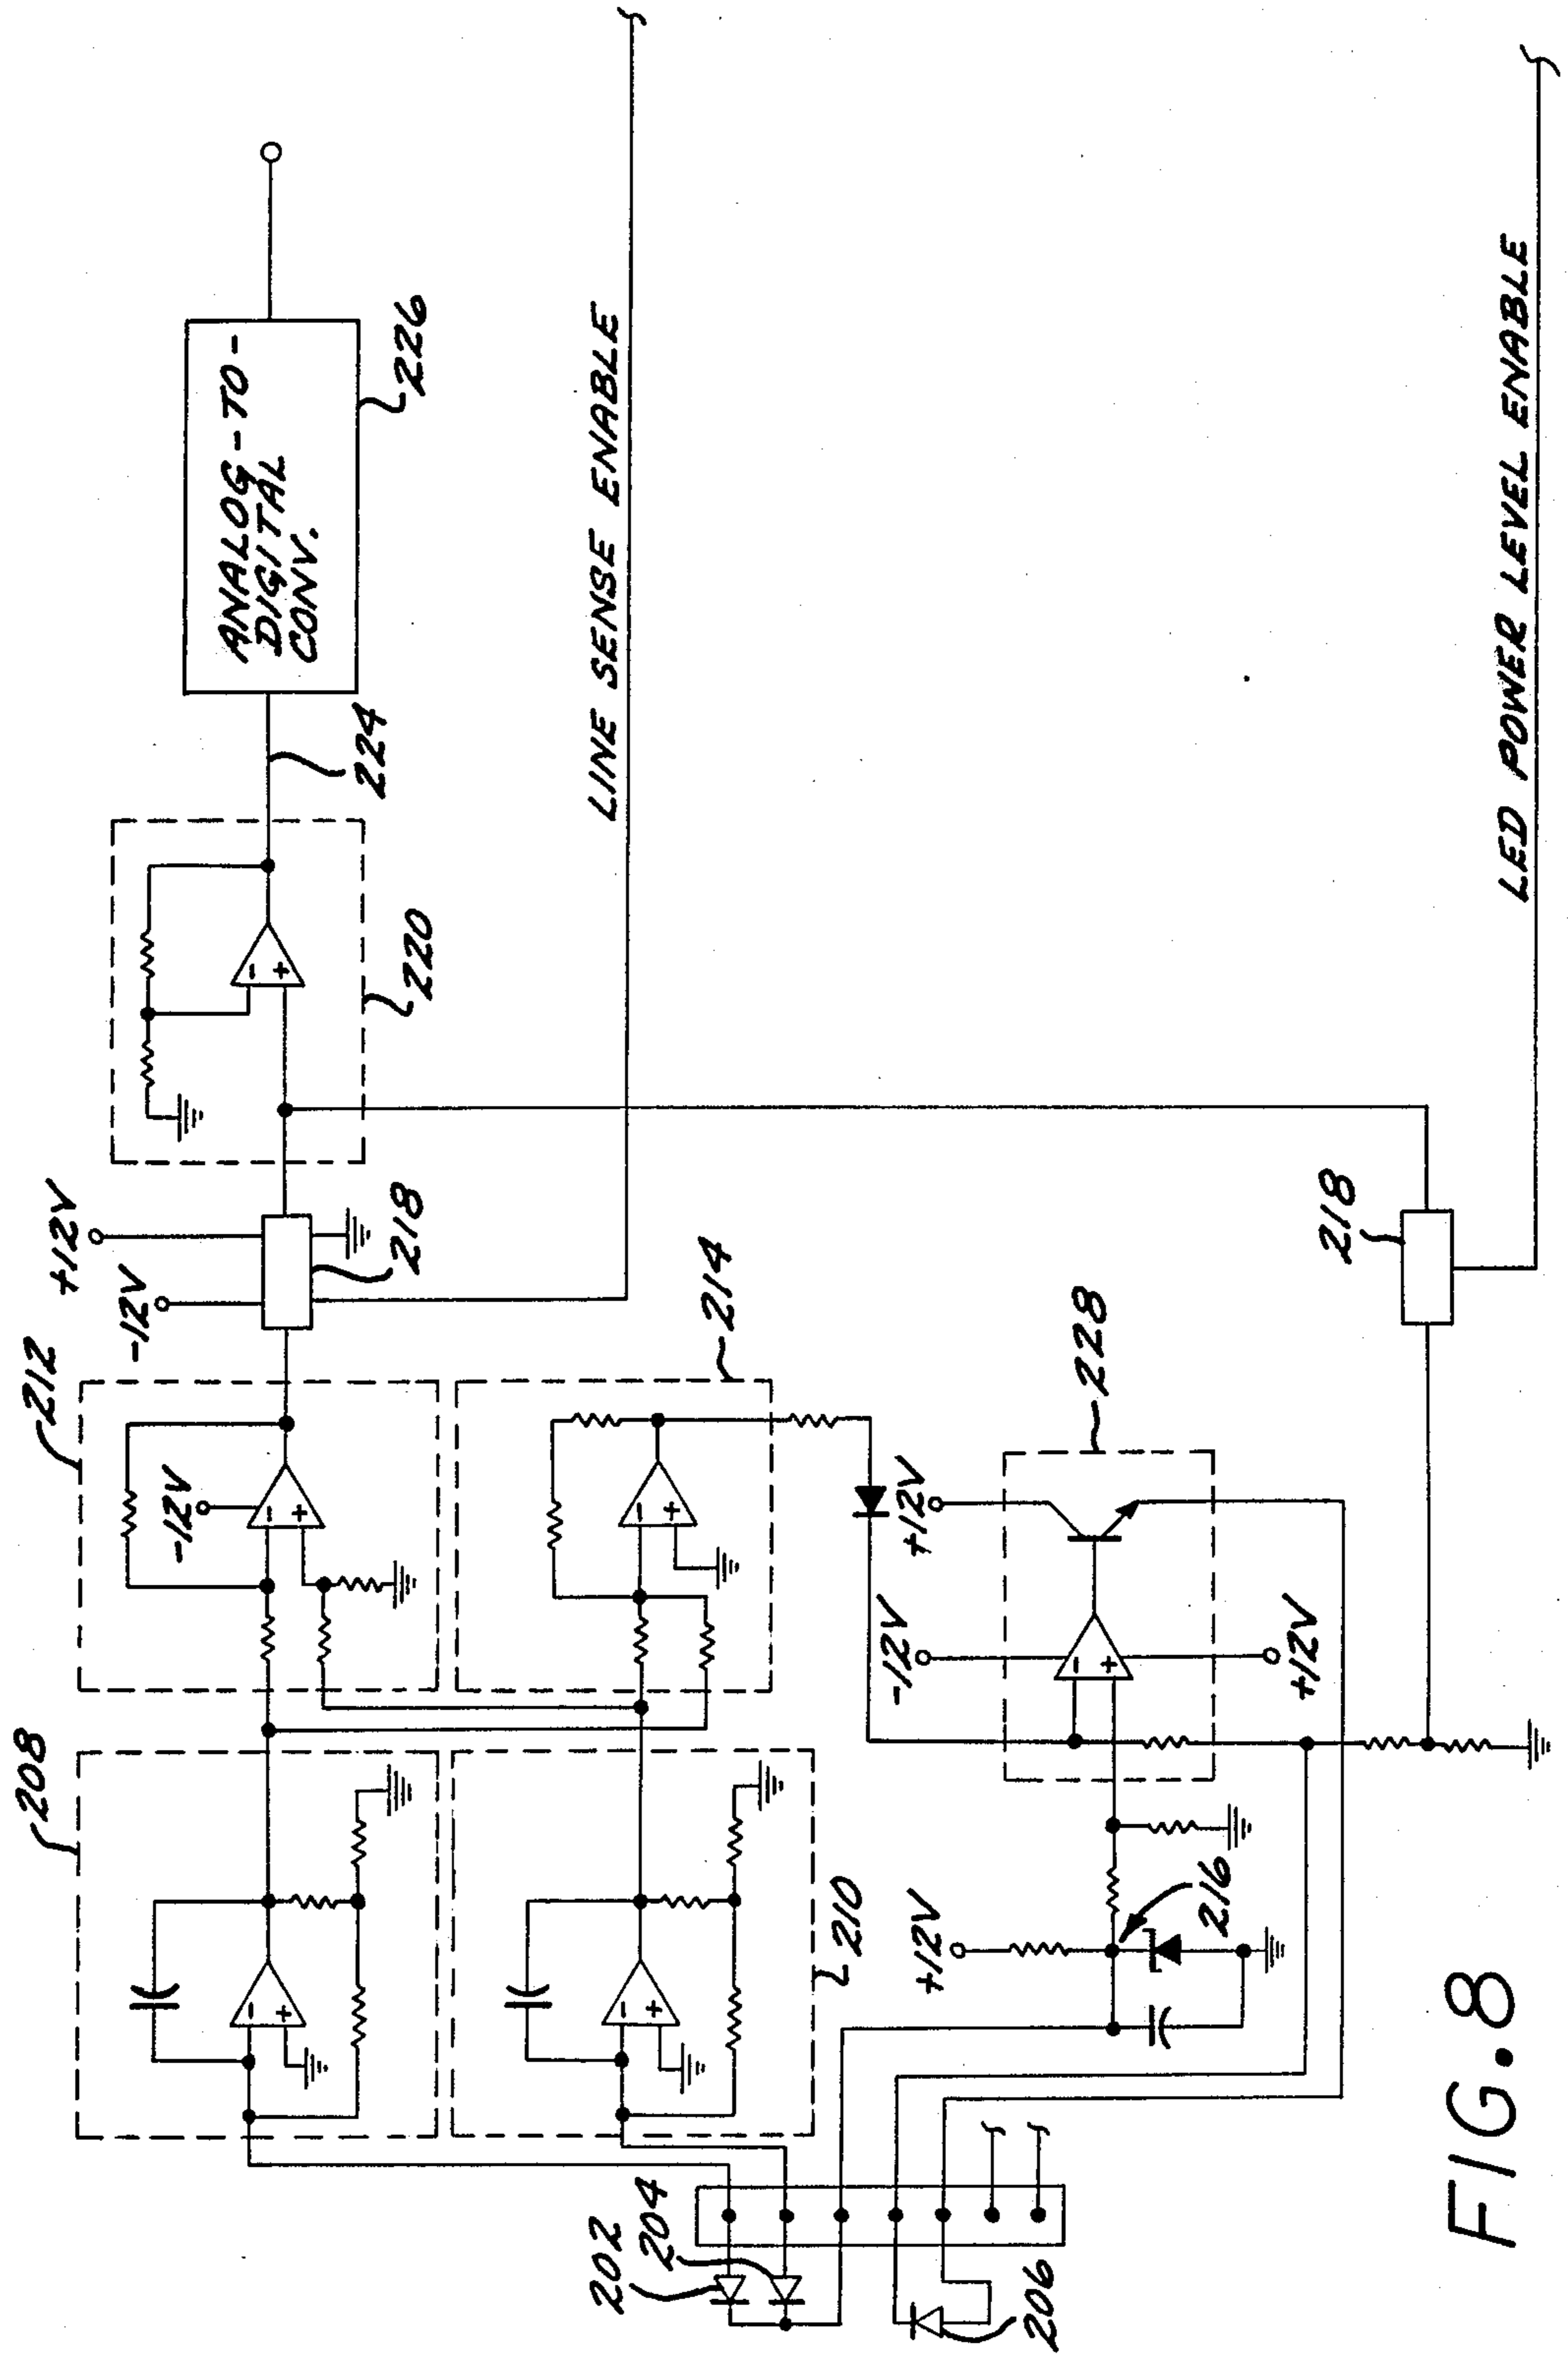 +12V
-12V
212
-12V
208
ANALOG-TO-
DIGITAL
CONV.
226
224
220
218
214
LINE SENSE ENABLE
210
202
204
206
+12V
-12V
228
+12V
+12V
216
218
LED POWER LEVEL ENABLE
-
+
-
+
-
+
-
+
-
+
-
+
FIG.8